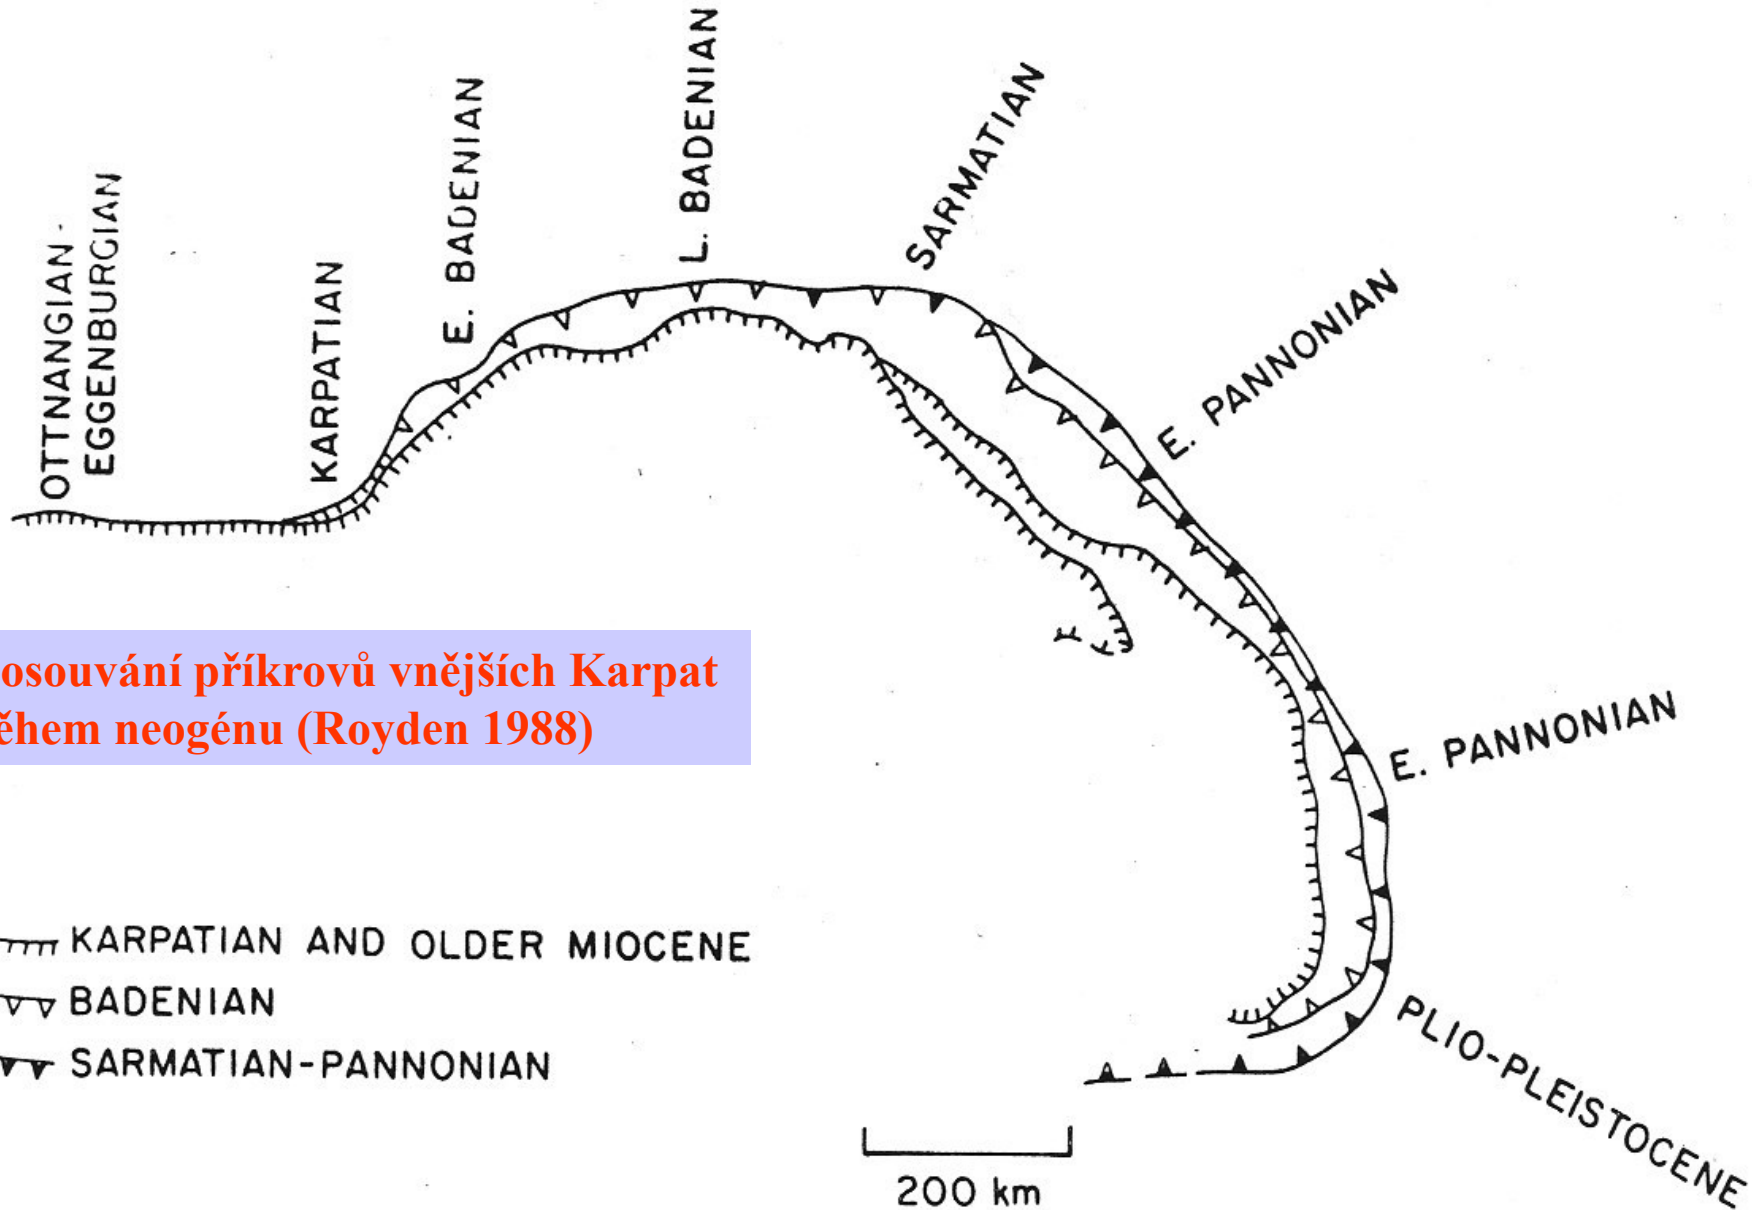 OTTNANGIAN-
EGGENBURGIAN
KARPATIAN
E. BADENIAN
L. BADENIAN
SARMATIAN
E. PANNONIAN
E. PANNONIAN
PLIO-PLEISTOCENE
osouvání příkrovů vnějších Karpat
ěhem neogénu (Royden 1988)
KARPATIAN AND OLDER MIOCENE
BADENIAN
SARMATIAN-PANNONIAN
200 km